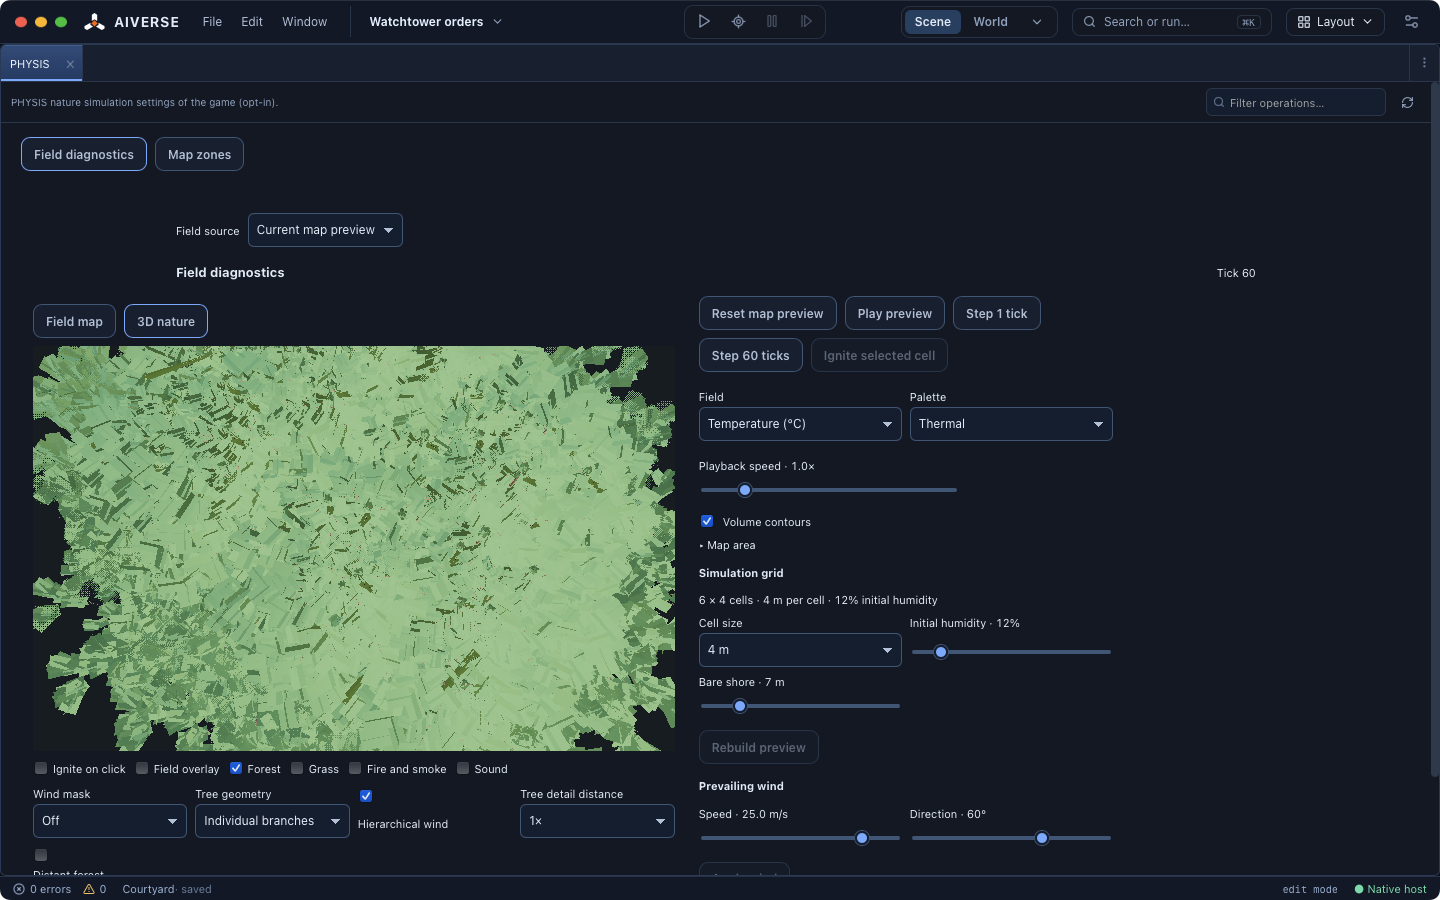 AIVERSE File Edit Window Watchtower orders Scene World Search or run... ⌘K Layout
PHYSIS
PHYSIS nature simulation settings of the game (opt-in). Filter operations...
Field diagnostics Map zones
Field source Current map preview
Field diagnostics Tick 60
Field map 3D nature
Reset map preview Play preview Step 1 tick
Step 60 ticks Ignite selected cell
Field Palette
Temperature (°C) Thermal
Playback speed · 1.0×
Volume contours
Map area
Simulation grid
6 × 4 cells · 4 m per cell · 12% initial humidity
Cell size Initial humidity · 12%
4 m
Bare shore · 7 m
Rebuild preview
Prevailing wind
Speed · 25.0 m/s Direction · 60°
Ignite on click Field overlay Forest Grass Fire and smoke Sound
Wind mask Tree geometry Tree detail distance
Off Individual branches Hierarchical wind 1×
Distant forest
0 errors 0 Courtyard · saved edit mode Native host